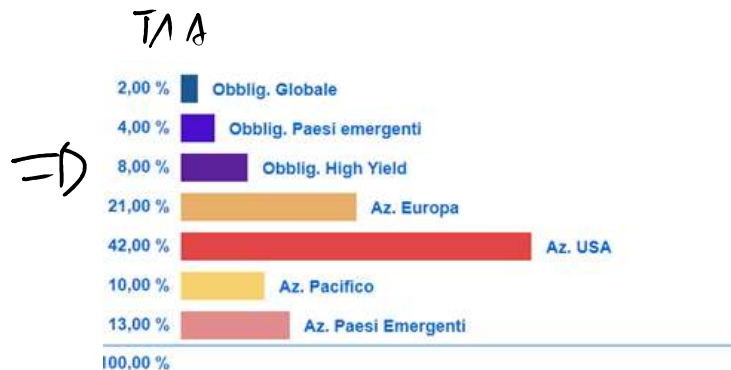 TAA
2,00 % Obblig. Globale
4,00 % Obblig. Paesi emergenti
8,00 % Obblig. High Yield
21,00 % Az. Europa
42,00 % Az. USA
10,00 % Az. Pacifico
13,00 % Az. Paesi Emergenti
100,00 %